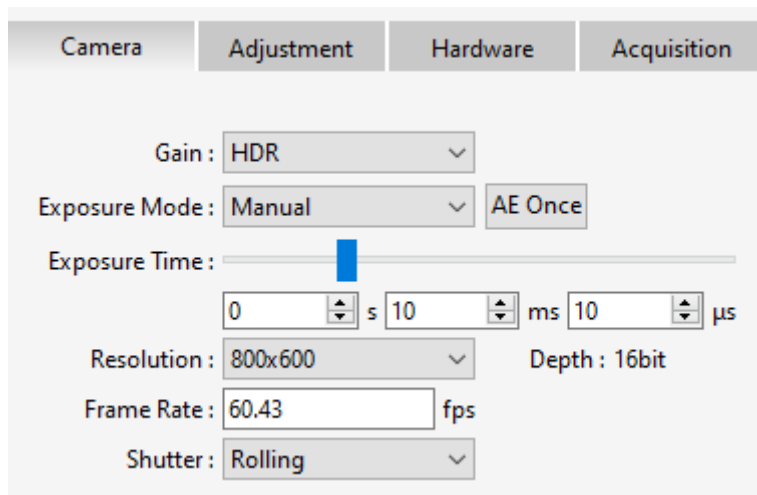 Camera Adjustment Hardware Acquisition
Gain : HDR
Exposure Mode : Manual AE Once
Exposure Time :
0 s 10 ms 10 µs
Resolution : 800x600 Depth : 16bit
Frame Rate : 60.43 fps
Shutter : Rolling